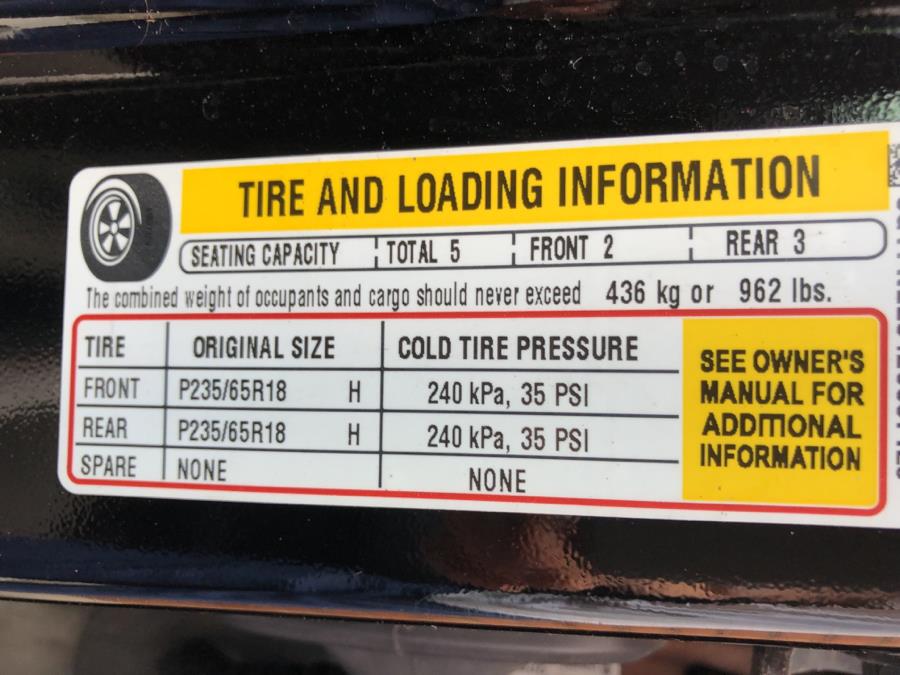 TIRE AND LOADING INFORMATION
SEATING CAPACITY TOTAL 5 FRONT 2 REAR 3
The combined weight of occupants and cargo should never exceed 436 kg or 962 lbs.
TIRE ORIGINAL SIZE COLD TIRE PRESSURE
FRONT P235/65R18 H 240 kPa, 35 PSI
REAR P235/65R18 H 240 kPa, 35 PSI
SPARE NONE NONE
SEE OWNER'S
MANUAL FOR
ADDITIONAL
INFORMATION